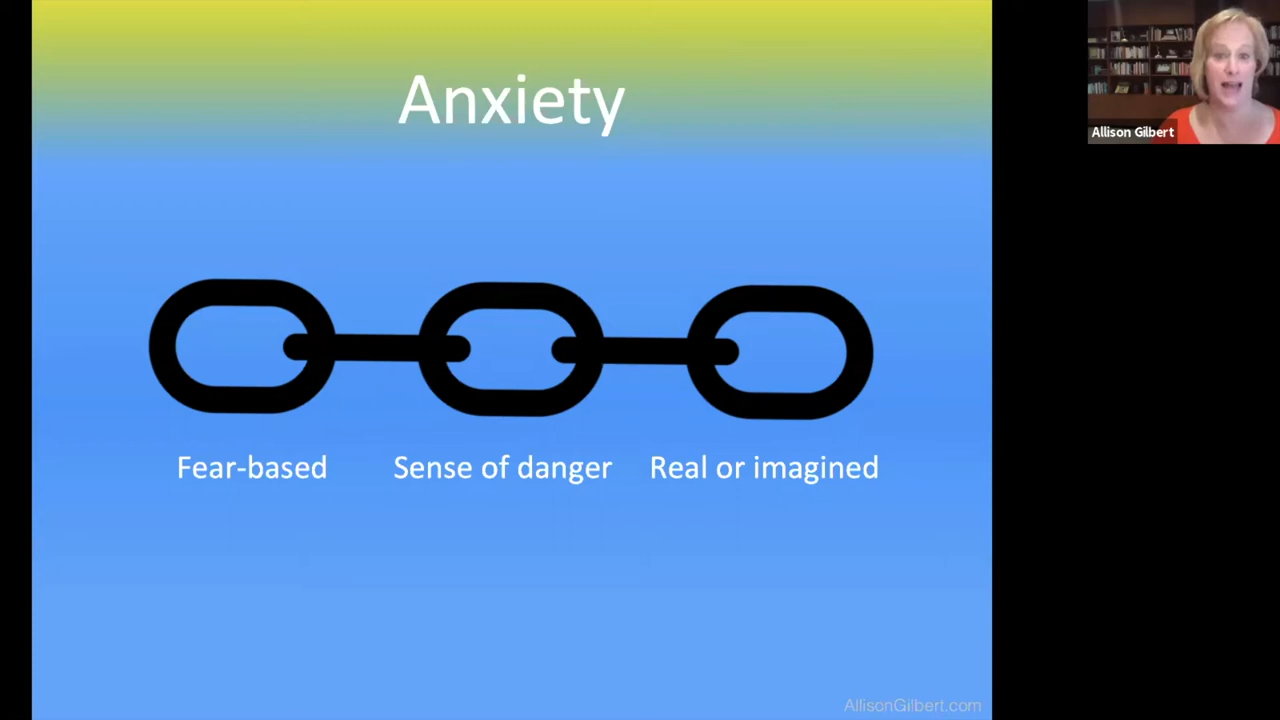 Anxiety
Allison Gilbert
Fear-based Sense of danger Real or imagined
AllisonGilbert.com